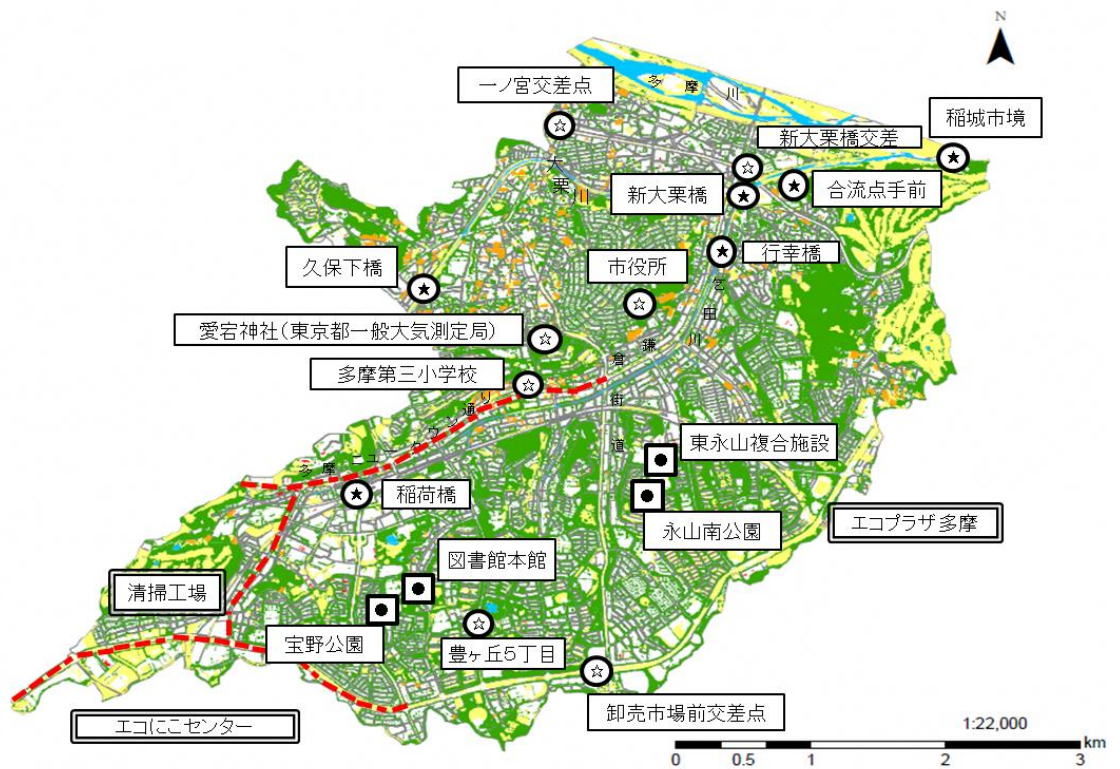 N
多摩川
一ノ宮交差点
稲城市境
新大栗橋交差
大栗川
新大栗橋
合流点手前
行幸橋
市役所
久保下橋
乞田川
愛宕神社(東京都一般大気測定局)
鎌倉街道
多摩第三小学校
多摩ニュータウン通り
東永山複合施設
稲荷橋
永山南公園
エコプラザ多摩
図書館本館
清掃工場
宝野公園
豊ヶ丘5丁目
卸売市場前交差点
エコにこセンター
1:22,000
km
0 0.5 1 2 3